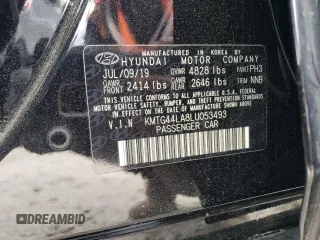 MANUFACTURED BY
HYUNDAI MOTOR COMPANY
JUL/09/19 GVWR 4828 lbs PAINT PH3
GAWR FRONT 2414 lbs GAWR REAR 2646 lbs TRIM NNB
THIS VEHICLE CONFORMS TO ALL APPLICABLE
FEDERAL MOTOR VEHICLE SAFETY, BUMPER,
AND THEFT PREVENTION STANDARDS IN EFFECT
ON THE DATE OF MANUFACTURE SHOWN ABOVE.
V.I.N KMTG44LA8LU053493
PASSENGER CAR
DREAMBID